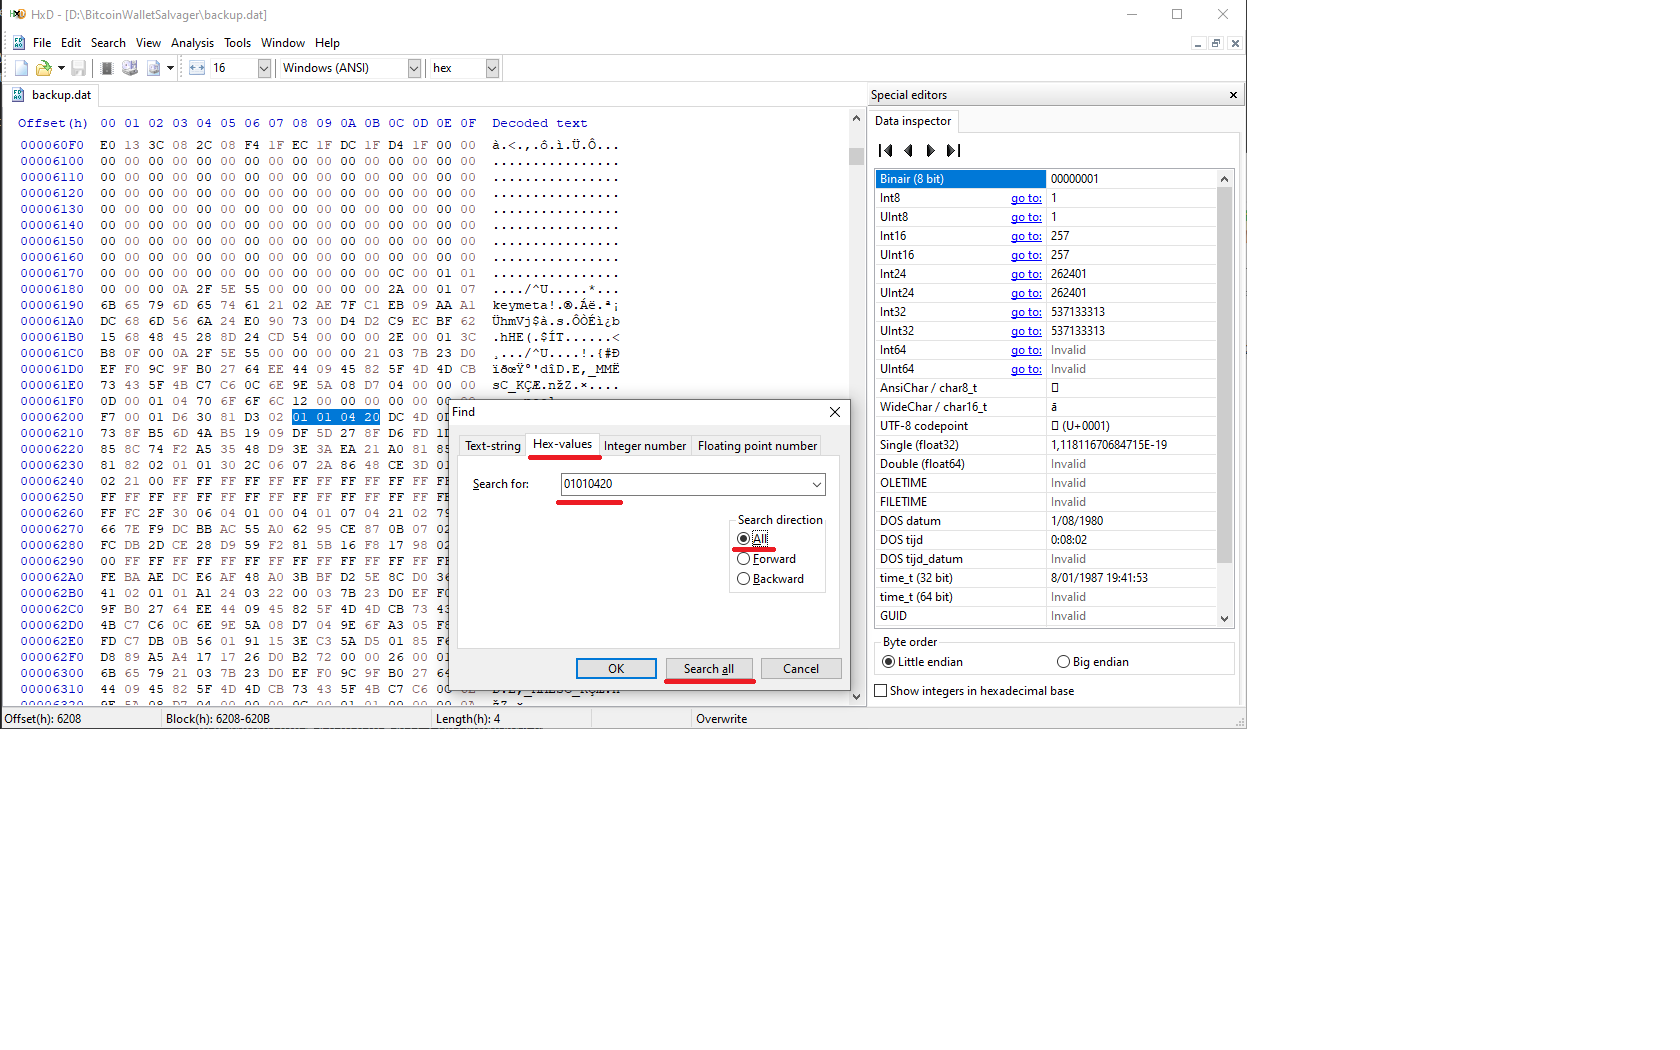 HxD - [D:\BitcoinWalletSalvager\backup.dat]
File Edit Search View Analysis Tools Window Help
16 Windows (ANSI) hex
backup.dat
Offset(h) 00 01 02 03 04 05 06 07 08 09 0A 0B 0C 0D 0E 0F Decoded text
000060F0 E0 13 3C 08 2C 08 F4 1F EC 1F DC 1F D4 1F 00 00 à.<.,.ô.ì.Ü.Ô...
00006100 00 00 00 00 00 00 00 00 00 00 00 00 00 00 00 00 ................
00006110 00 00 00 00 00 00 00 00 00 00 00 00 00 00 00 00 ................
00006120 00 00 00 00 00 00 00 00 00 00 00 00 00 00 00 00 ................
00006130 00 00 00 00 00 00 00 00 00 00 00 00 00 00 00 00 ................
00006140 00 00 00 00 00 00 00 00 00 00 00 00 00 00 00 00 ................
00006150 00 00 00 00 00 00 00 00 00 00 00 00 00 00 00 00 ................
00006160 00 00 00 00 00 00 00 00 00 00 00 00 00 00 00 00 ................
00006170 00 00 00 00 00 00 00 00 00 00 00 00 0C 00 01 01 ................
00006180 00 00 00 0A 2F 5E 55 00 00 00 00 00 2A 00 01 07 ..../^U.....*...
00006190 6B 65 79 6D 65 74 61 21 02 AE 7F C1 EB 09 AA A1 keymeta!.®.Áë.ª¡
000061A0 DC 68 6D 56 6A 24 E0 90 73 00 D4 D2 C9 EC BF 62 ÜhmVj$à.s.ÔÒÉì¿b
000061B0 15 68 48 45 28 8D 24 CD 54 00 00 00 2E 00 01 3C .hHE(.$ÍT......<
000061C0 B8 0F 00 0A 2F 5E 55 00 00 00 00 21 03 7B 23 D0 ¸.../^U....!.{#Ð
000061D0 EF F0 9C 9F B0 27 64 EE 44 09 45 82 5F 4D 4D CB ïðœŸ°'dîD.E‚_MMË
000061E0 73 43 5F 4B C7 C6 0C 6E 9E 5A 08 D7 04 00 00 00 sC_KÇÆ.nžZ.×....
000061F0 0D 00 01 04 70 6F 6F 6C 12 00 00 00 00 00 00
00006200 F7 00 01 D6 30 81 D3 02 01 01 04 20 DC 4D
00006210 73 8F B5 6D 4A B5 19 09 DF 5D 27 8F D6 FD
00006220 85 8C 74 F2 A5 35 48 D9 3E 3A EA 21 A0 81
00006230 81 82 02 01 01 30 2C 06 07 2A 86 48 CE 3D
00006240 02 21 00 FF FF FF FF FF FF FF FF FF FF FF
00006250 FF FF FF FF FF FF FF FF FF FF FF FF FF FF
00006260 FF FC 2F 30 06 04 01 00 04 01 07 04 21 02
00006270 66 7E F9 DC BB AC 55 A0 62 95 CE 87 0B 07
00006280 FC DB 2D CE 28 D9 59 F2 81 5B 16 F8 17 98
00006290 00 FF FF FF FF FF FF FF FF FF FF FF FF FF
000062A0 FE BA AE DC E6 AF 48 A0 3B BF D2 5E 8C D0
000062B0 41 02 01 01 A1 24 03 22 00 03 7B 23 D0 EF
000062C0 9F B0 27 64 EE 44 09 45 82 5F 4D 4D CB 73
000062D0 4B C7 C6 0C 6E 9E 5A 08 D7 04 9E 6F A3 05
000062E0 FD C7 DB 0B 56 01 91 15 3E C3 5A D5 01 85
000062F0 D8 89 A5 A4 17 17 26 D0 B2 72 00 00 26 00
00006300 6B 65 79 21 03 7B 23 D0 EF F0 9C 9F B0 27
00006310 44 09 45 82 5F 4D 4D CB 73 43 5F 4B C7 C6
Find
Text-string Hex-values Integer number Floating point number
Search for: 01010420
Search direction
All
Forward
Backward
OK Search all Cancel
Special editors
Data inspector
Binair (8 bit) 00000001
Int8 go to: 1
UInt8 go to: 1
Int16 go to: 257
UInt16 go to: 257
Int24 go to: 262401
UInt24 go to: 262401
Int32 go to: 537133313
UInt32 go to: 537133313
Int64 go to: Invalid
UInt64 go to: Invalid
AnsiChar / char8_t
WideChar / char16_t ā
UTF-8 codepoint (U+0001)
Single (float32) 1,11811670684715E-19
Double (float64) Invalid
OLETIME Invalid
FILETIME Invalid
DOS datum 1/08/1980
DOS tijd 0:08:02
DOS tijd_datum Invalid
time_t (32 bit) 8/01/1987 19:41:53
time_t (64 bit) Invalid
GUID Invalid
Byte order
Little endian Big endian
Show integers in hexadecimal base
Offset(h): 6208 Block(h): 6208-620B Length(h): 4 Overwrite